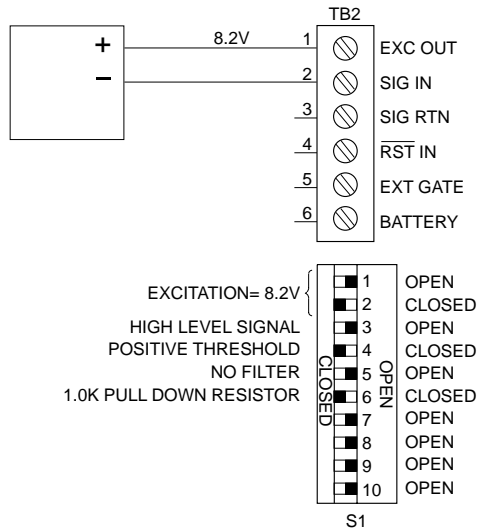 TB2
+ 8.2V 1 EXC OUT
− 2 SIG IN
3 SIG RTN
4 RST IN
5 EXT GATE
6 BATTERY
EXCITATION= 8.2V
1 OPEN
2 CLOSED
HIGH LEVEL SIGNAL 3 OPEN
POSITIVE THRESHOLD 4 CLOSED
NO FILTER 5 OPEN
1.0K PULL DOWN RESISTOR 6 CLOSED
7 OPEN
8 OPEN
9 OPEN
10 OPEN
CLOSED
OPEN
S1